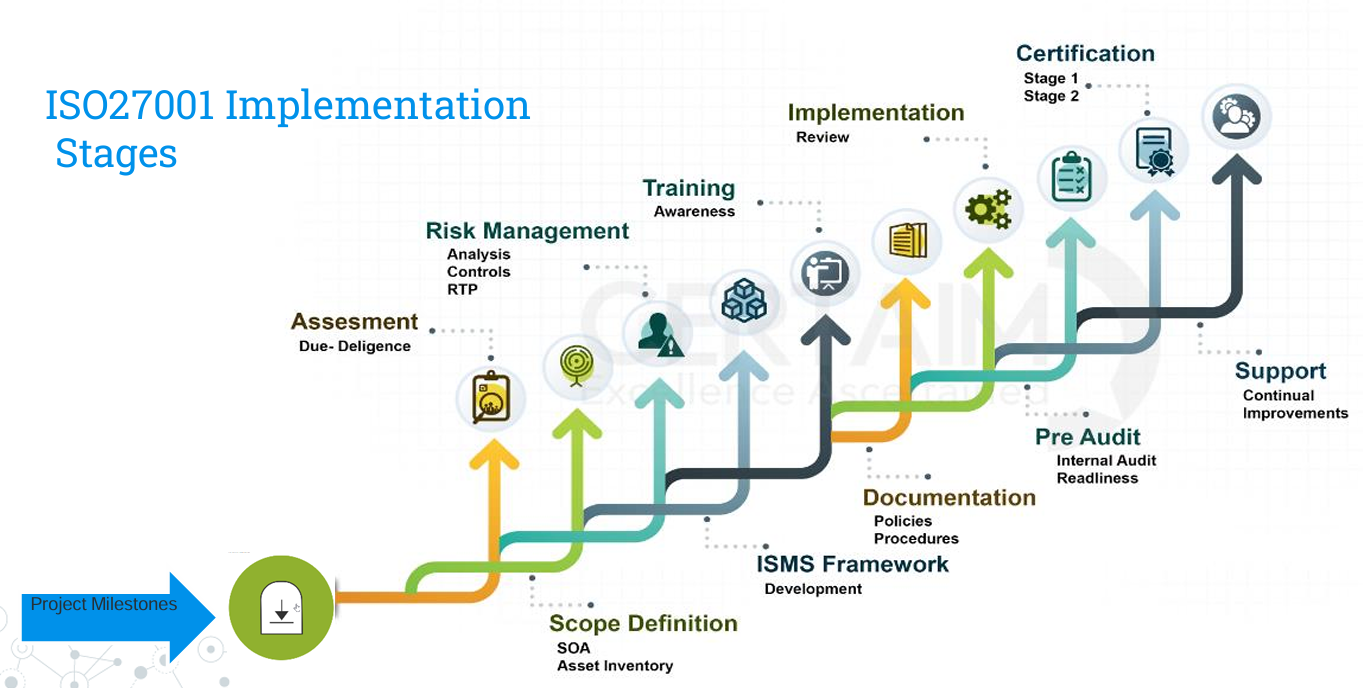 ISO27001 Implementation
Stages
Certification
Stage 1
Stage 2
Implementation
Review
Training
Awareness
Risk Management
Analysis
Controls
RTP
Assesment
Due- Deligence
CERTAIM
Excellence Ascertained
Support
Continual
Improvements
Pre Audit
Internal Audit
Readliness
Documentation
Policies
Procedures
ISMS Framework
Development
Scope Definition
SOA
Asset Inventory
Project Milestones